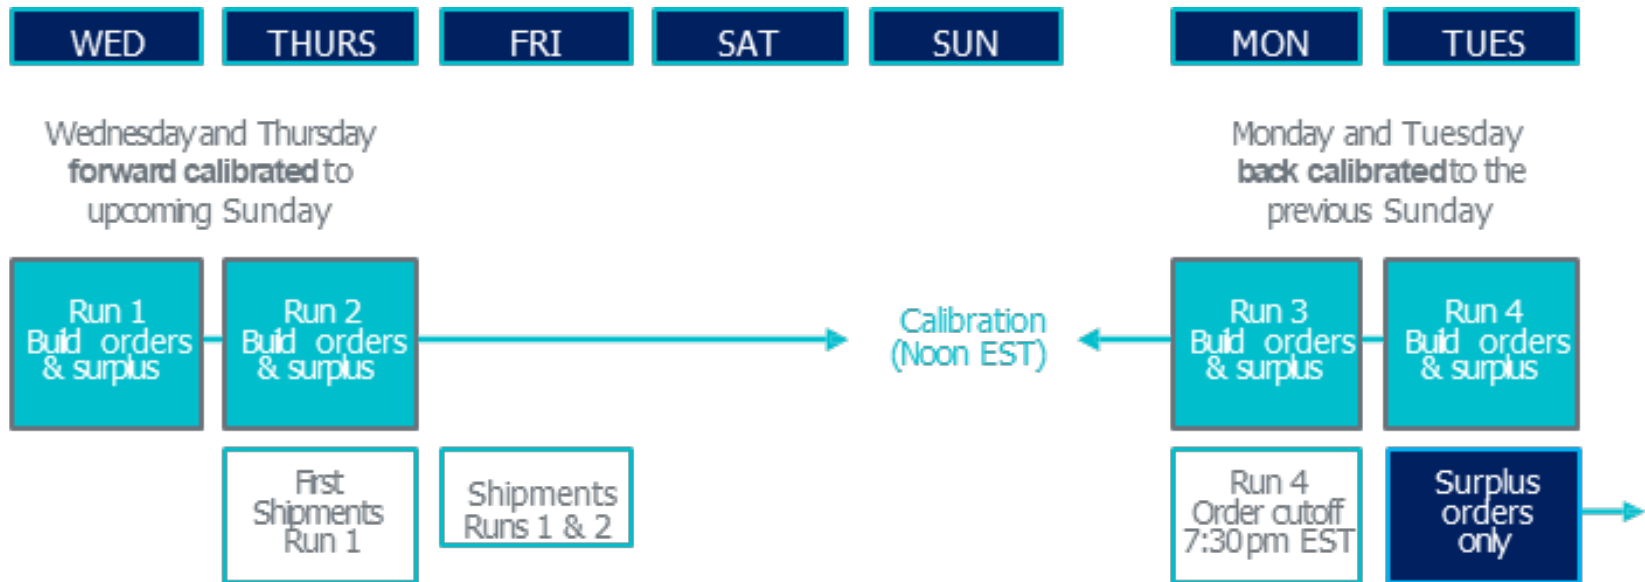 WED
THURS
FRI
SAT
SUN
MON
TUES
Wednesday and Thursday
forward calibrated to
upcoming Sunday
Monday and Tuesday
back calibrated to the
previous Sunday
Run 1
Build orders
& surplus
Run 2
Build orders
& surplus
Calibration
(Noon EST)
Run 3
Build orders
& surplus
Run 4
Build orders
& surplus
First
Shipments
Run 1
Shipments
Runs 1 & 2
Run 4
Order cutoff
7:30pm EST
Surplus
orders
only